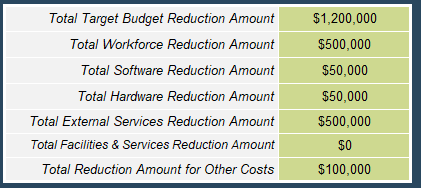 Total Target Budget Reduction Amount $1,200,000
Total Workforce Reduction Amount $500,000
Total Software Reduction Amount $50,000
Total Hardware Reduction Amount $50,000
Total External Services Reduction Amount $500,000
Total Facilities & Services Reduction Amount $0
Total Reduction Amount for Other Costs $100,000